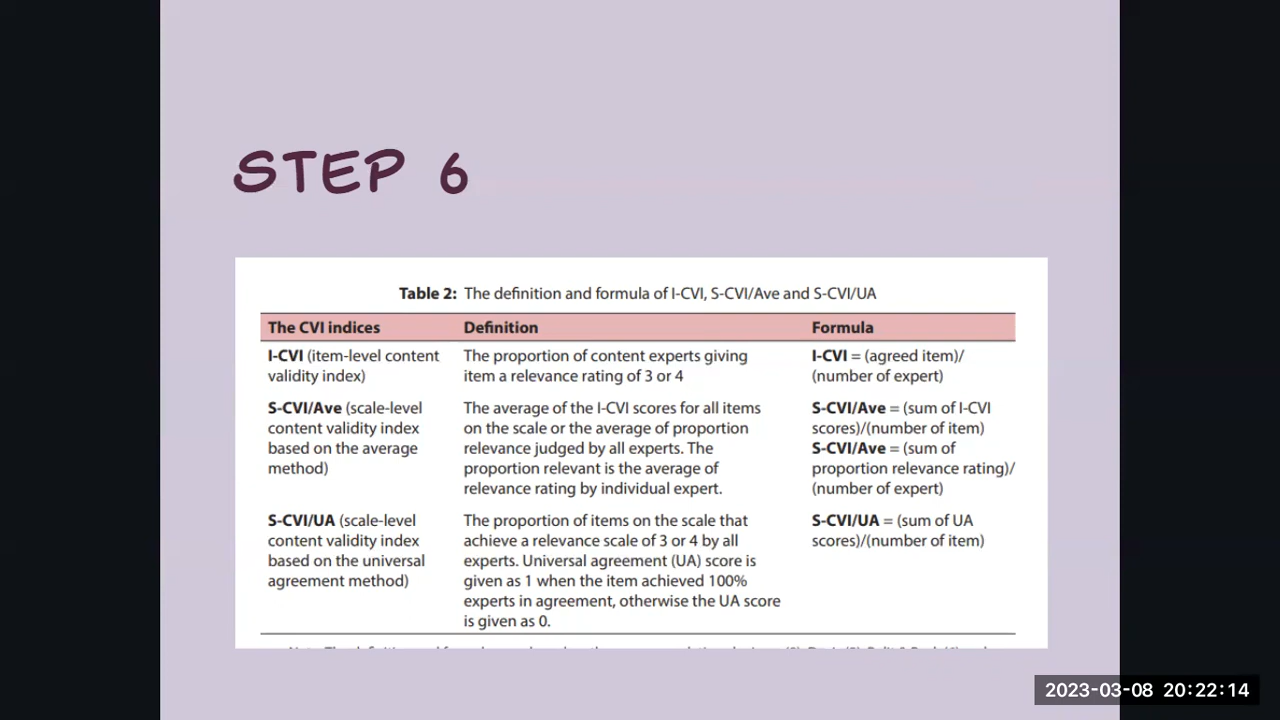 STEP 6
Table 2: The definition and formula of I-CVI, S-CVI/Ave and S-CVI/UA
The CVI indices Definition Formula
I-CVI (item-level content validity index) The proportion of content experts giving item a relevance rating of 3 or 4 I-CVI = (agreed item)/ (number of expert)
S-CVI/Ave (scale-level content validity index based on the average method) The average of the I-CVI scores for all items on the scale or the average of proportion relevance judged by all experts. The proportion relevant is the average of relevance rating by individual expert. S-CVI/Ave = (sum of I-CVI scores)/(number of item) S-CVI/Ave = (sum of proportion relevance rating)/ (number of expert)
S-CVI/UA (scale-level content validity index based on the universal agreement method) The proportion of items on the scale that achieve a relevance scale of 3 or 4 by all experts. Universal agreement (UA) score is given as 1 when the item achieved 100% experts in agreement, otherwise the UA score is given as 0. S-CVI/UA = (sum of UA scores)/(number of item)
2023-03-08 20:22:14